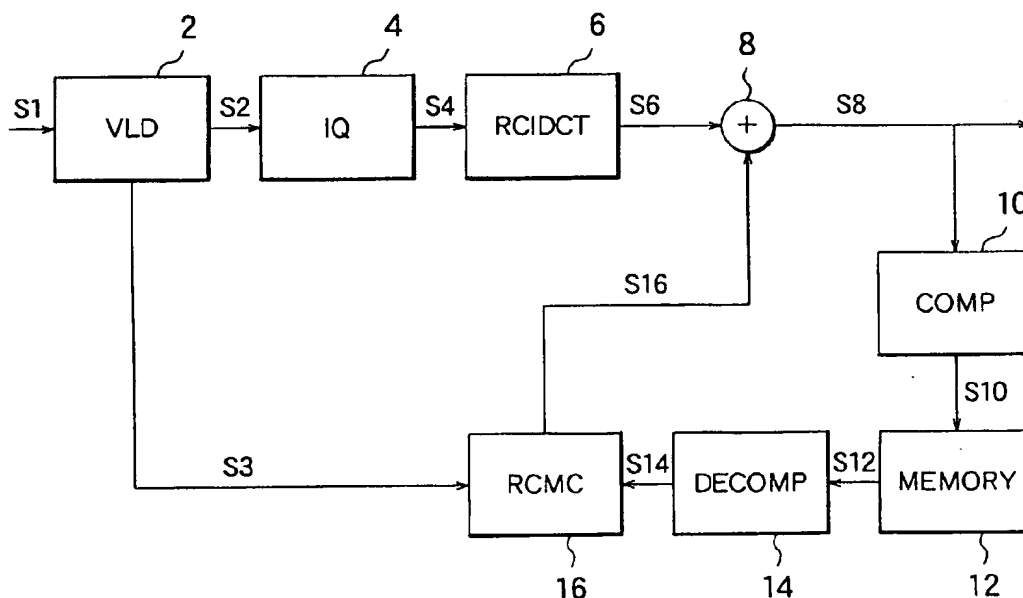 2
4
6
8
S1
VLD
S2
IQ
S4
RCIDCT
S6
+
S8
10
COMP
S16
S10
S3
RCMC
S14
DECOMP
S12
MEMORY
16
14
12